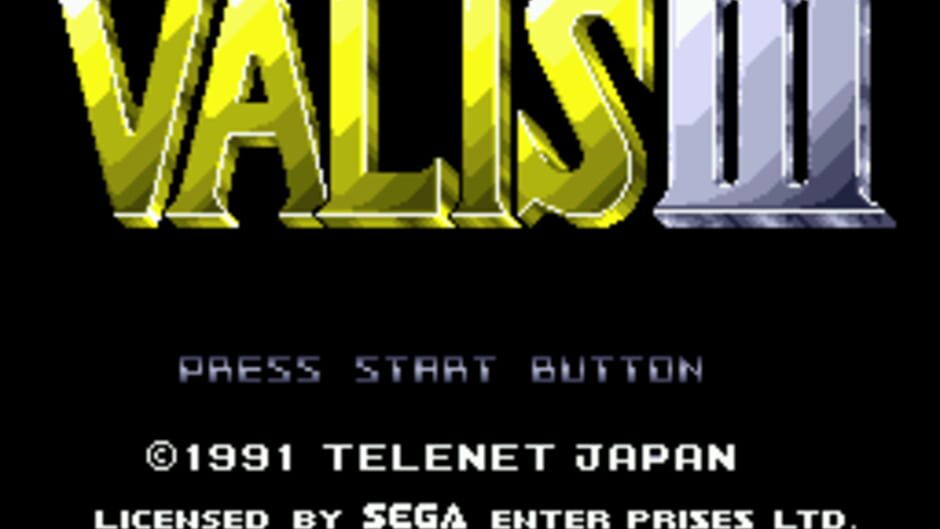 VALIS III
PRESS START BUTTON
©1991 TELENET JAPAN
LICENSED BY SEGA ENTER PRISES LTD.